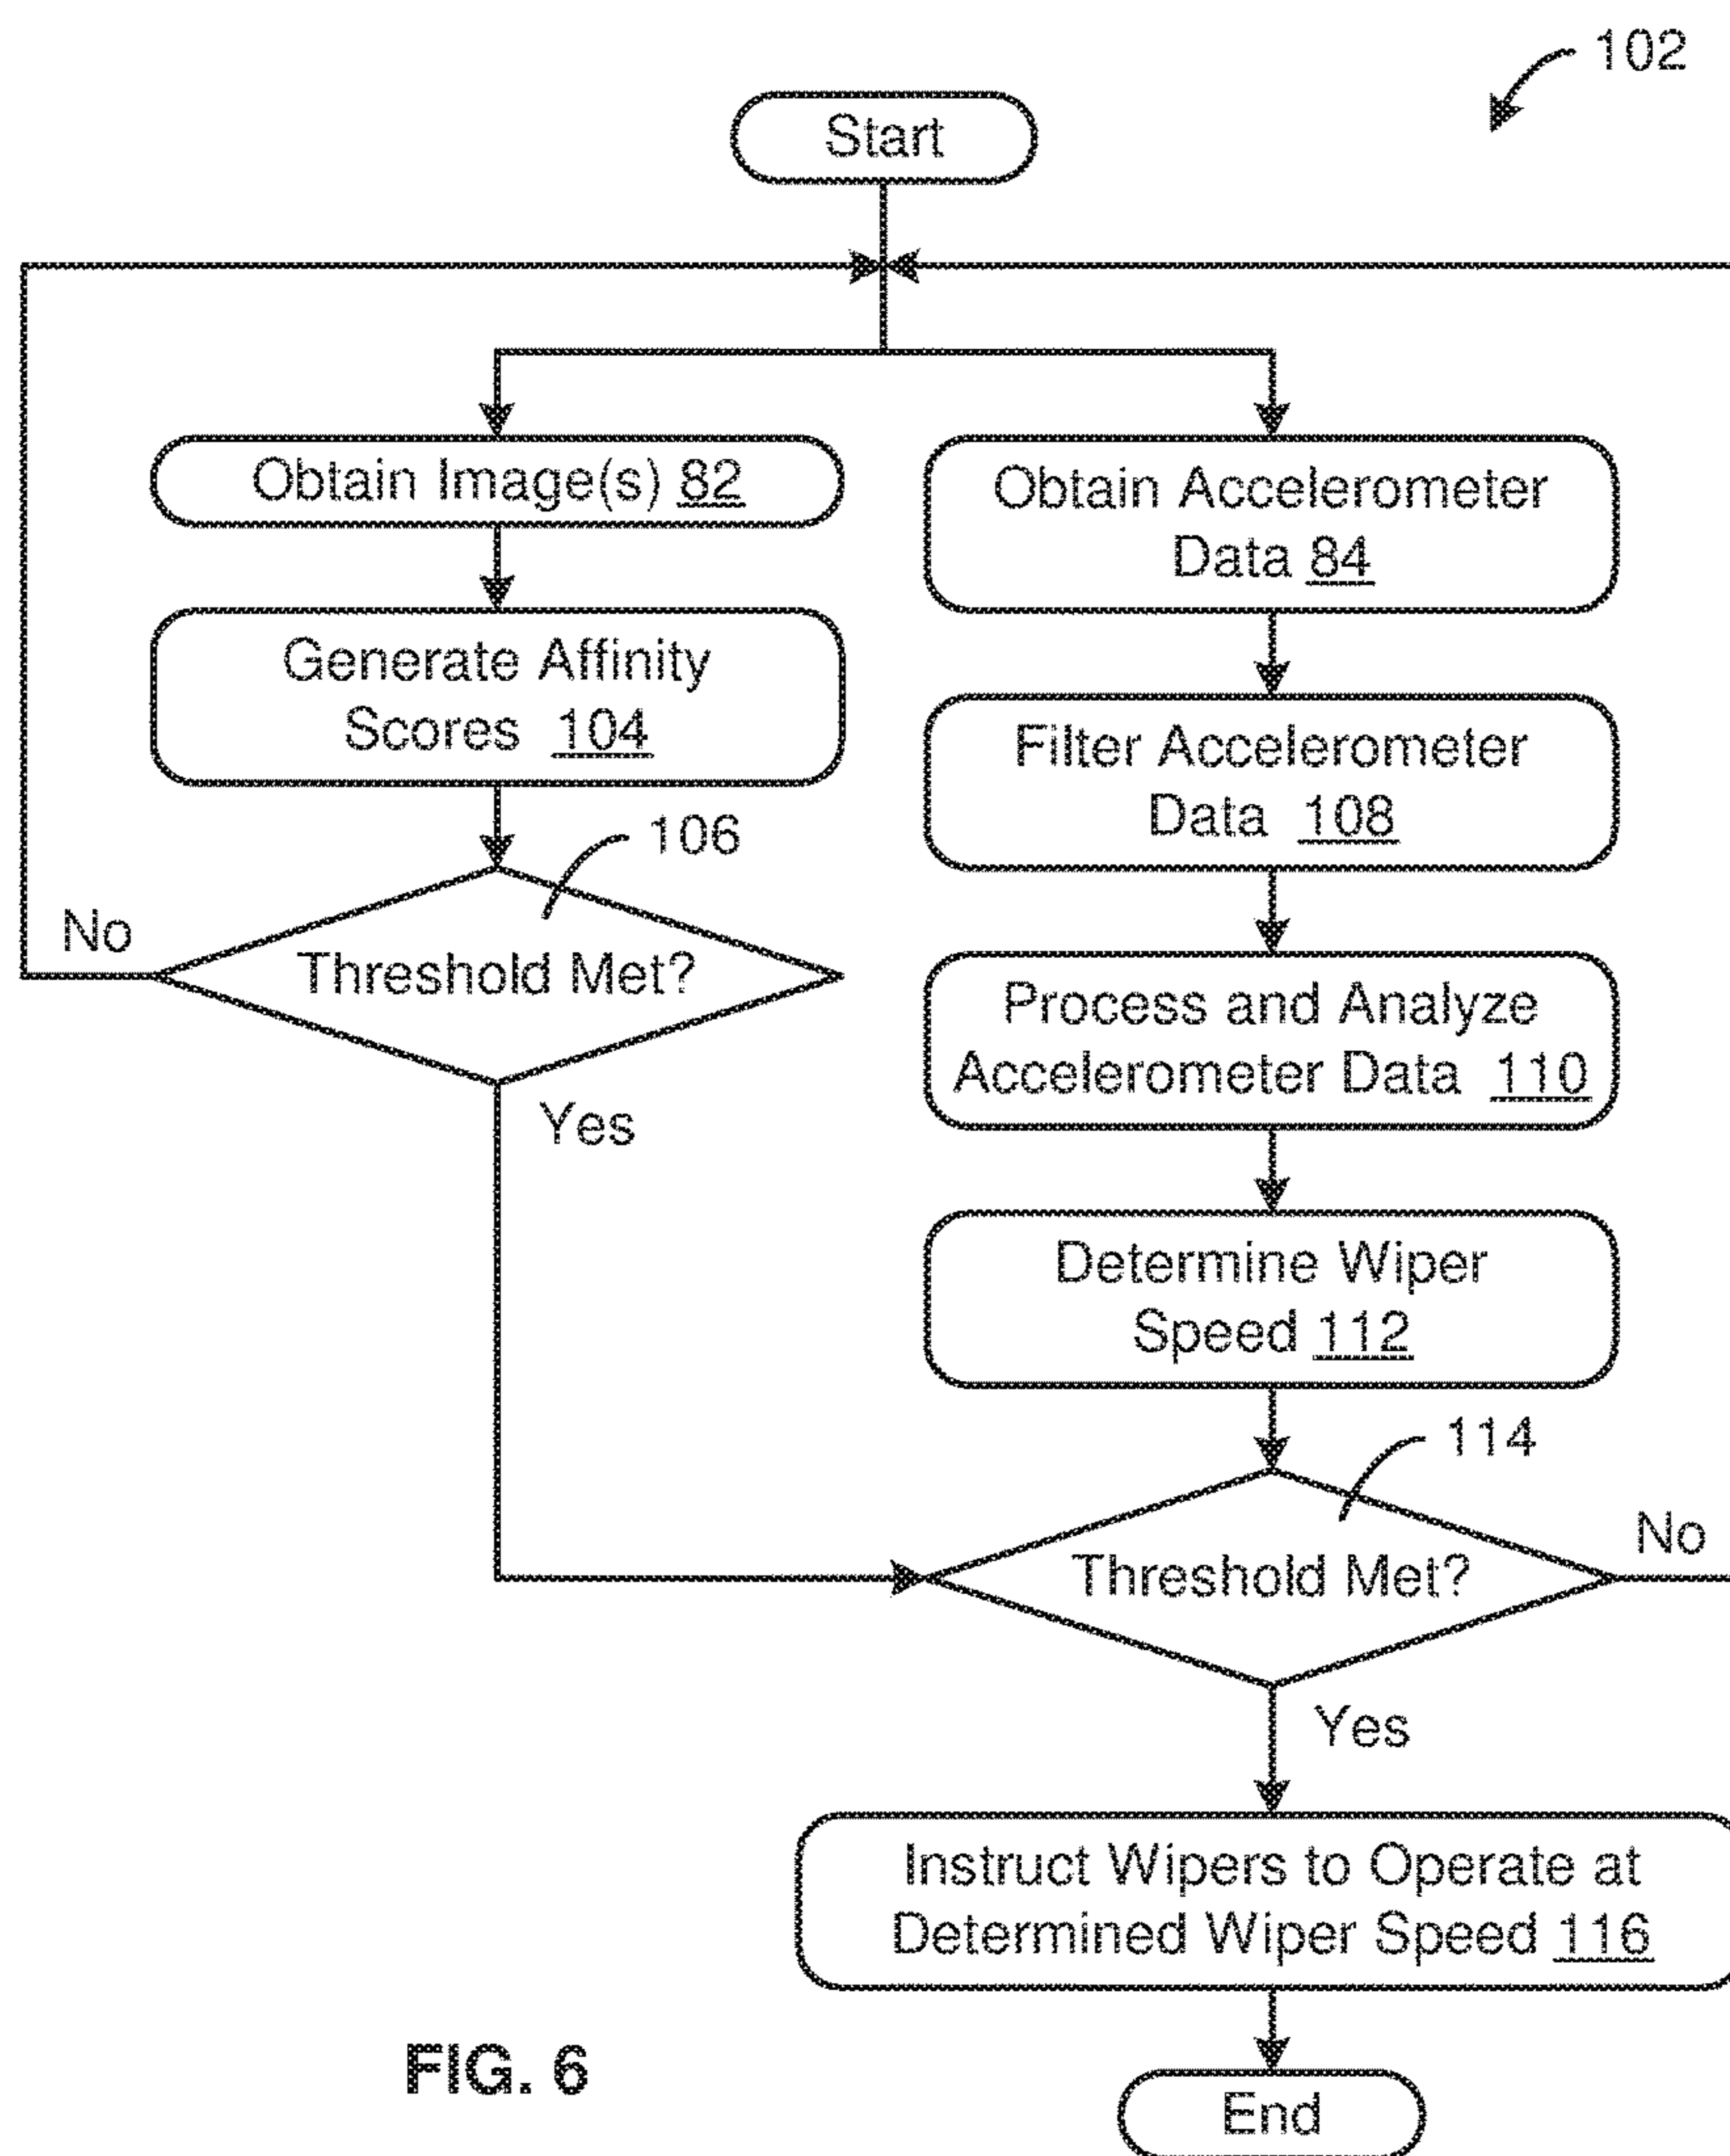 102
Start
Obtain Image(s) 82
Generate Affinity
Scores 104
106
No
Threshold Met?
Yes
Obtain Accelerometer
Data 84
Filter Accelerometer
Data 108
Process and Analyze
Accelerometer Data 110
Determine Wiper
Speed 112
114
Threshold Met?
No
Yes
Instruct Wipers to Operate at
Determined Wiper Speed 116
End
FIG. 6